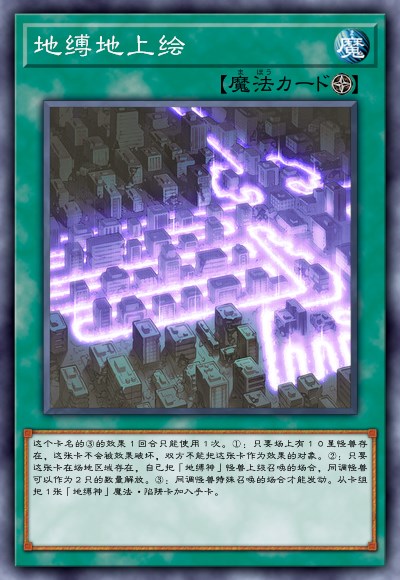 地缚地上绘
魔
【魔法カード】
まほう
这个卡名的③的效果1回合只能使用1次。①：只要场上有10星怪兽存
在，这张卡不会被效果破坏，双方不能把这张卡作为效果的对象。②：只要
这张卡在场地区域存在，自己把「地缚神」怪兽上级召唤的场合，同调怪兽
可以作为2只的数量解放。③：同调怪兽特殊召唤的场合才能发动。从卡组
把1张「地缚神」魔法·陷阱卡加入手卡。